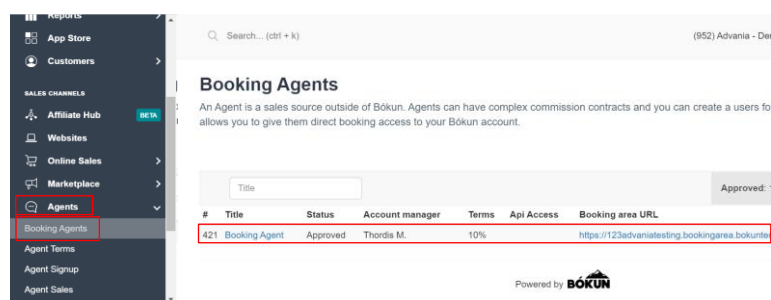 Reports
App Store
Customers
SALES CHANNELS
Affiliate Hub BETA
Websites
Online Sales
Marketplace
Agents
Booking Agents
Agent Terms
Agent Signup
Agent Sales
Search... (ctrl + k)
(952) Advania - De
Booking Agents
An Agent is a sales source outside of Bókun. Agents can have complex commission contracts and you can create a users fo
allows you to give them direct booking access to your Bókun account.
Title
Approved:
# Title Status Account manager Terms Api Access Booking area URL
421 Booking Agent Approved Thordis M. 10% https://123advaniatesting.bookingarea.bokunte
Powered by BÓKUN